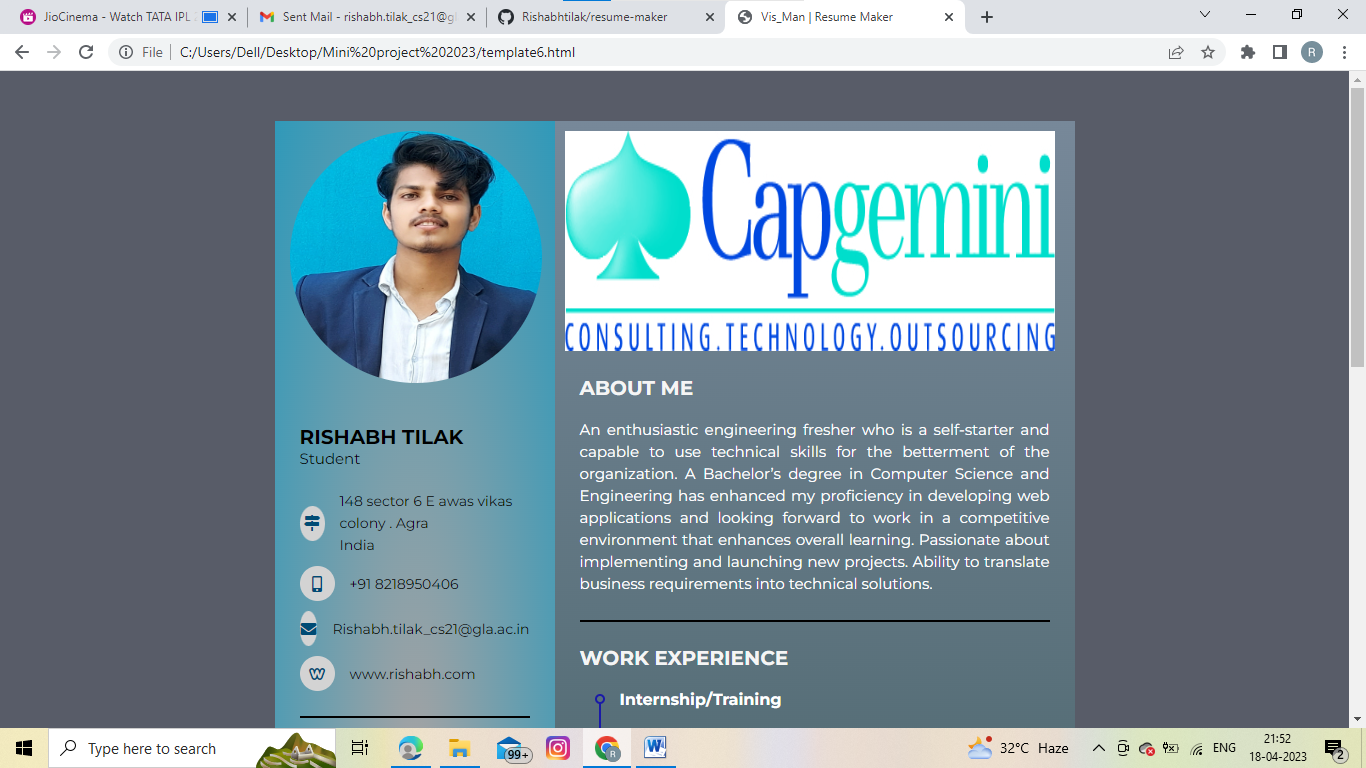 JioCinema - Watch TATA IPL
Sent Mail - rishabh.tilak_cs21@gl
Rishabhtilak/resume-maker
Vis_Man | Resume Maker
File
C:/Users/Dell/Desktop/Mini%20project%202023/template6.html
R
Capgemini
CONSULTING.TECHNOLOGY.OUTSOURCING
RISHABH TILAK
Student
148 sector 6 E awas vikas
colony . Agra
India
+91 8218950406
Rishabh.tilak_cs21@gla.ac.in
www.rishabh.com
ABOUT ME
An enthusiastic engineering fresher who is a self-starter and
capable to use technical skills for the betterment of the
organization. A Bachelor’s degree in Computer Science and
Engineering has enhanced my proficiency in developing web
applications and looking forward to work in a competitive
environment that enhances overall learning. Passionate about
implementing and launching new projects. Ability to translate
business requirements into technical solutions.
WORK EXPERIENCE
Internship/Training
Type here to search
99+
R
W
32°C Haze
ENG
21:52
18-04-2023
2